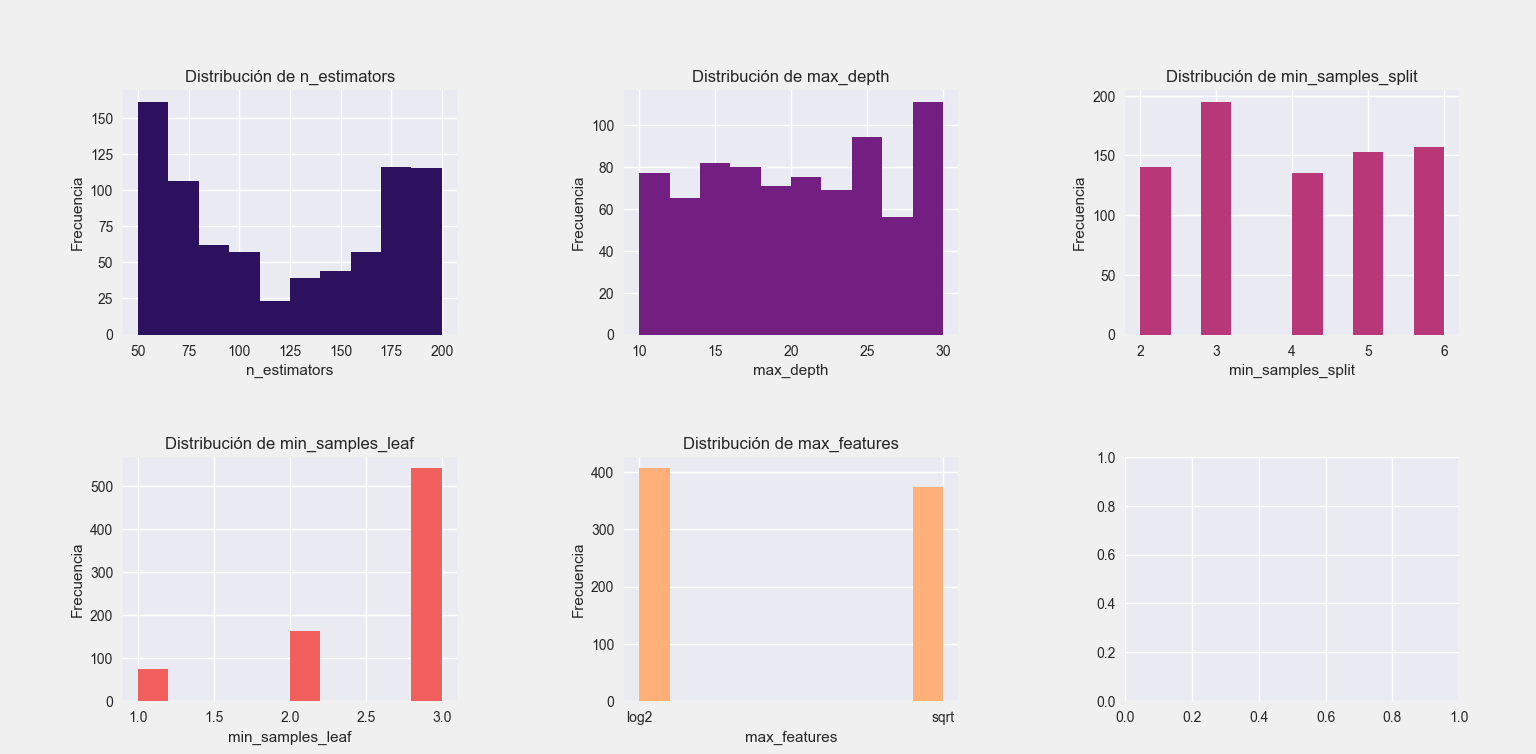 Distribución de n_estimators
Frecuencia
0
25
50
75
100
125
150
50 75 100 125 150 175 200
n_estimators
Distribución de max_depth
Frecuencia
0
20
40
60
80
100
10 15 20 25 30
max_depth
Distribución de min_samples_split
Frecuencia
0
50
100
150
200
2 3 4 5 6
min_samples_split
Distribución de min_samples_leaf
Frecuencia
0
100
200
300
400
500
1.0 1.5 2.0 2.5 3.0
min_samples_leaf
Distribución de max_features
Frecuencia
0
100
200
300
400
log2 sqrt
max_features
0.0
0.2
0.4
0.6
0.8
1.0
0.0 0.2 0.4 0.6 0.8 1.0